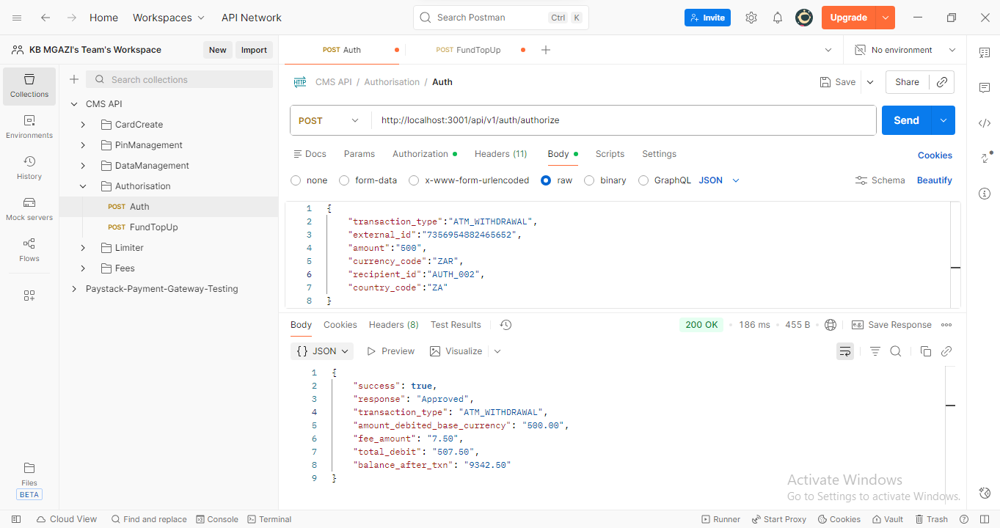 Home Workspaces API Network Search Postman Ctrl K Invite Upgrade
KB MGAZI's Team's Workspace New Import POST Auth POST FundTopUp No environment
Collections
Environments
History
Mock servers
Flows
Files
BETA
Search collections
CMS API
CardCreate
PinManagement
DataManagement
Authorisation
POST Auth
POST FundTopUp
Limiter
Fees
Paystack-Payment-Gateway-Testing
HTTP CMS API / Authorisation / Auth Save Share
POST http://localhost:3001/api/v1/auth/authorize Send
Docs Params Authorization Headers (11) Body Scripts Settings Cookies
none form-data x-www-form-urlencoded raw binary GraphQL JSON Schema Beautify
1 {
2 "transaction_type":"ATM_WITHDRAWAL",
3 "external_id":"7356954882465652",
4 "amount":"500",
5 "currency_code":"ZAR",
6 "recipient_id":"AUTH_002",
7 "country_code":"ZA"
8 }
Body Cookies Headers (8) Test Results 200 OK • 186 ms • 455 B • e.g. Save Response
{} JSON Preview Visualize
1 {
2 "success": true,
3 "response": "Approved",
4 "transaction_type": "ATM_WITHDRAWAL",
5 "amount_debited_base_currency": "500.00",
6 "fee_amount": "7.50",
7 "total_debit": "507.50",
8 "balance_after_txn": "9342.50"
9 }
Activate Windows
Go to Settings to activate Windows.
Cloud View Find and replace Console Terminal Runner Start Proxy Cookies Vault Trash